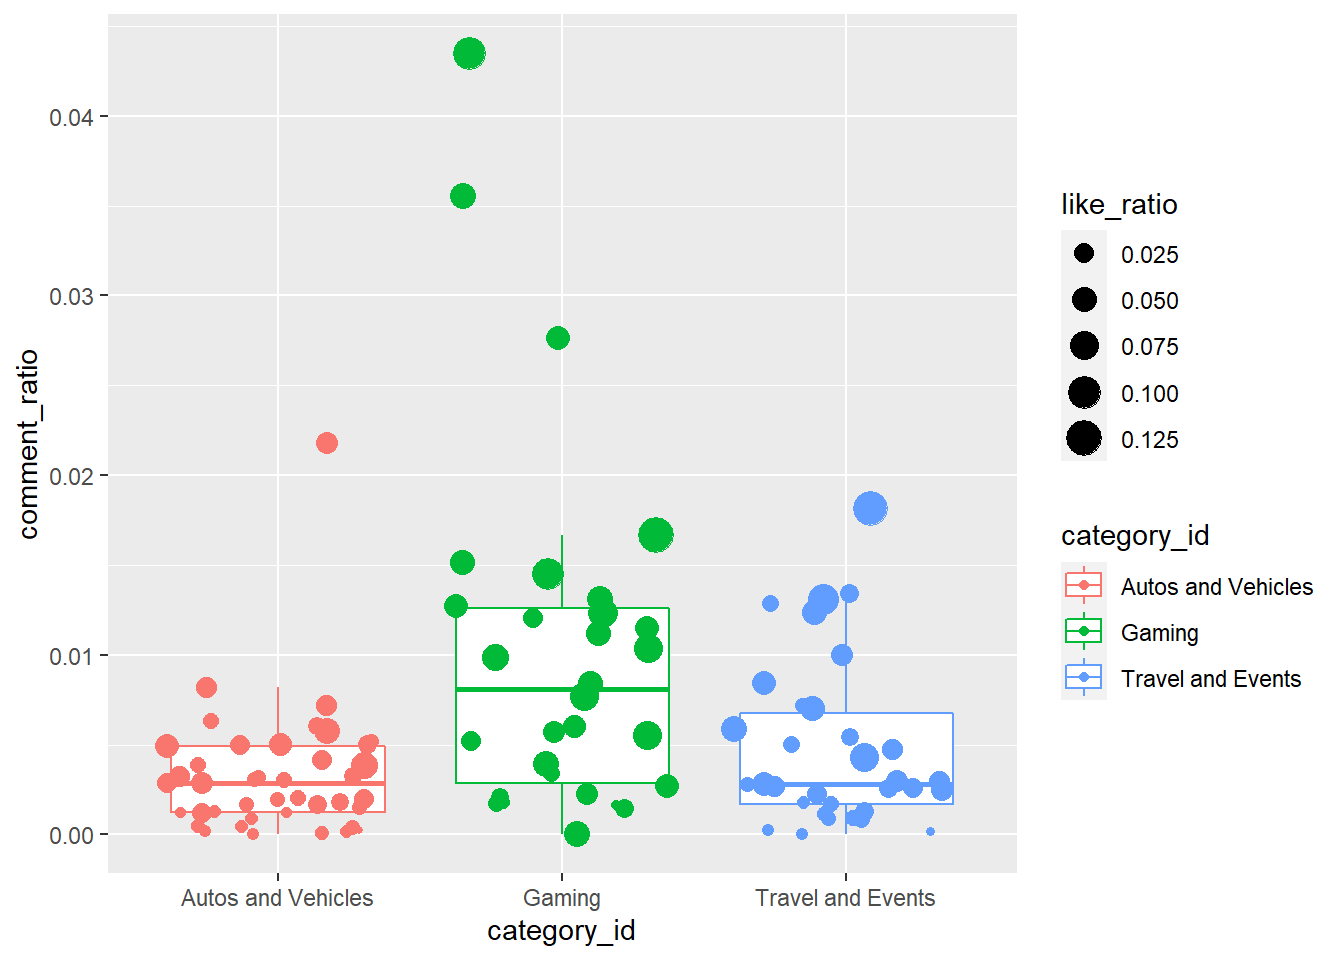 0.04
0.03
0.02
0.01
0.00
comment_ratio
Autos and Vehicles
Gaming
Travel and Events
category_id
like_ratio
0.025
0.050
0.075
0.100
0.125
category_id
Autos and Vehicles
Gaming
Travel and Events